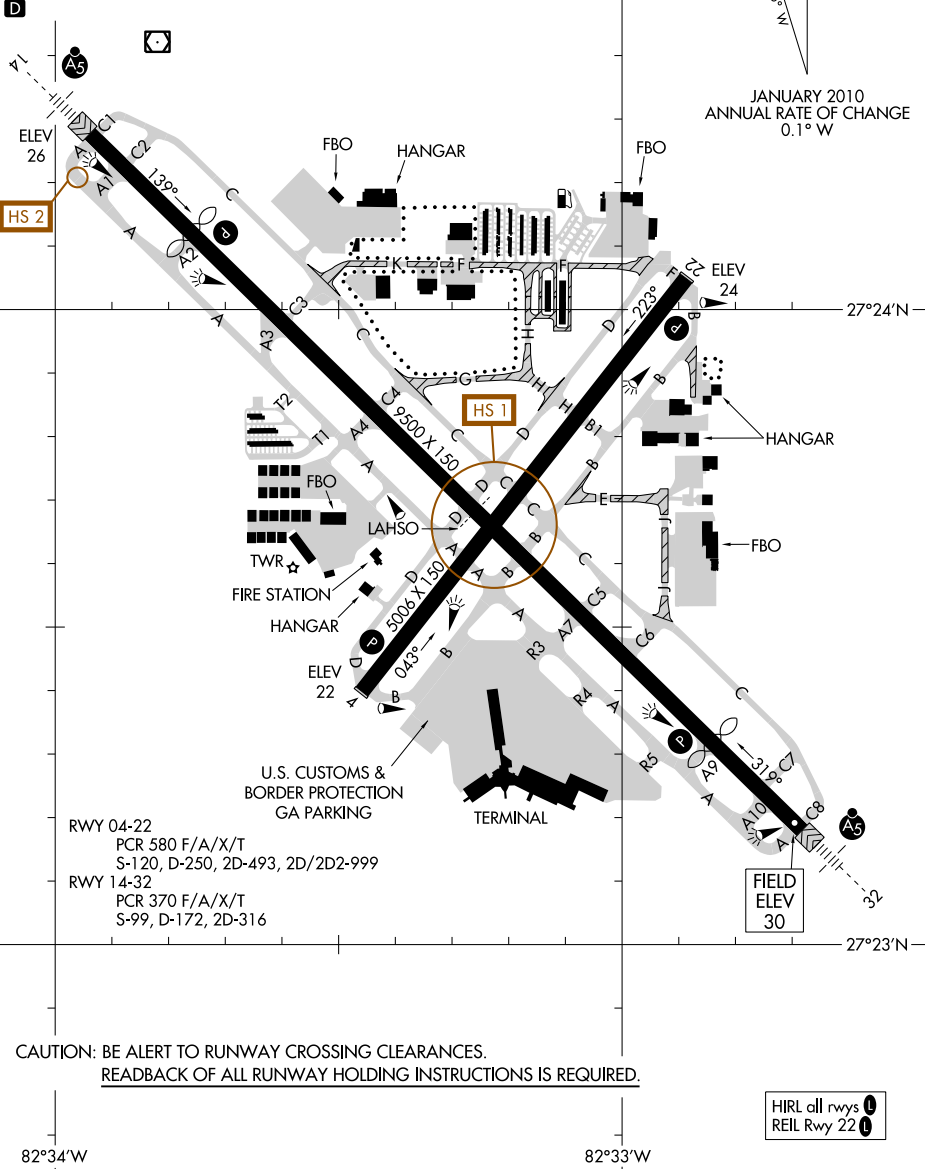 D
° W
JANUARY 2010
ANNUAL RATE OF CHANGE
0.1° W
14
A5
ELEV
26
HS 2
A
A1
C1
C2
C
139°
A
A2
P
FBO
HANGAR
FBO
K
F
F
F
22
ELEV
24
27°24'N
223°
D
P
B
A
A3
C3
C
H
G
H
H
B
B1
B
HANGAR
HS 1
C4
C
D
9500 X 150
T2
T1
A4
A
FBO
LAHSO
D
D
C
C
B
E
J
FBO
TWR
FIRE STATION
HANGAR
D
A
A
B
A
C
C5
C6
J
5006 X 150
043°
P
D
4
B
B
ELEV
22
R3
A7
R4
A
R5
C
P
A9
319°
C7
A
A10
A
C8
A5
32
U.S. CUSTOMS &
BORDER PROTECTION
GA PARKING
TERMINAL
RWY 04-22
PCR 580 F/A/X/T
S-120, D-250, 2D-493, 2D/2D2-999
RWY 14-32
PCR 370 F/A/X/T
S-99, D-172, 2D-316
FIELD
ELEV
30
27°23'N
CAUTION: BE ALERT TO RUNWAY CROSSING CLEARANCES.
READBACK OF ALL RUNWAY HOLDING INSTRUCTIONS IS REQUIRED.
HIRL all rwys L
REIL Rwy 22 L
82°34'W
82°33'W